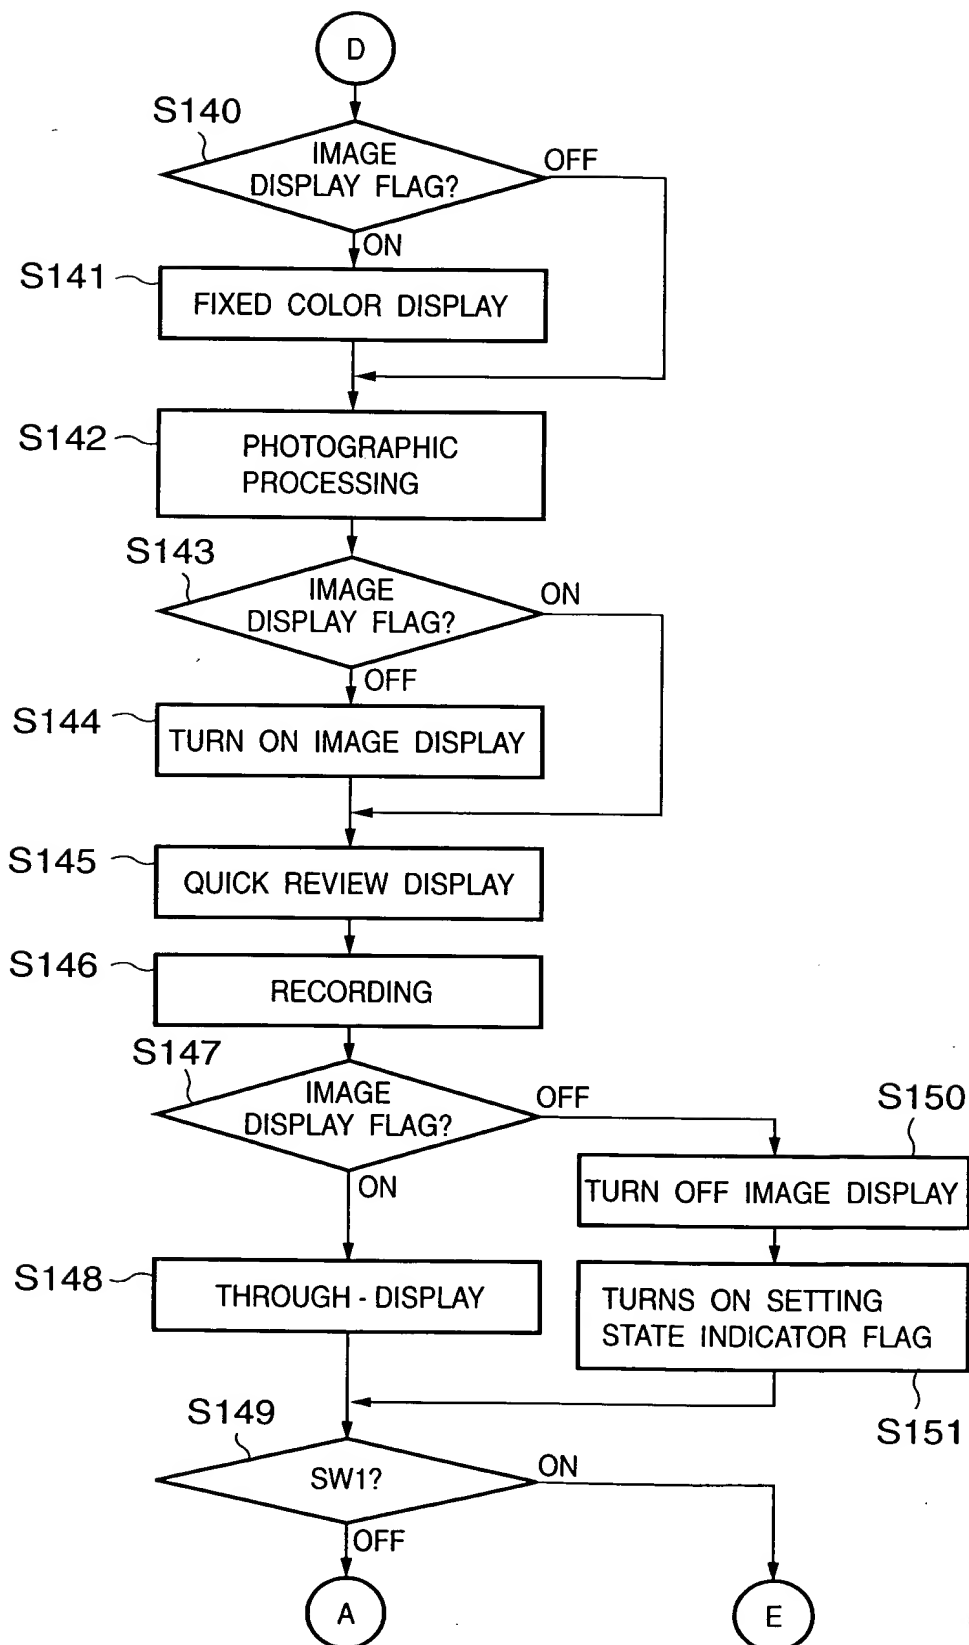 D
S140
IMAGE
DISPLAY FLAG?
OFF
ON
S141
FIXED COLOR DISPLAY
S142
PHOTOGRAPHIC
PROCESSING
S143
IMAGE
DISPLAY FLAG?
ON
OFF
S144
TURN ON IMAGE DISPLAY
S145
QUICK REVIEW DISPLAY
S146
RECORDING
S147
IMAGE
DISPLAY FLAG?
OFF
ON
S150
TURN OFF IMAGE DISPLAY
S148
THROUGH - DISPLAY
TURNS ON SETTING
STATE INDICATOR FLAG
S151
S149
SW1?
ON
OFF
A
E